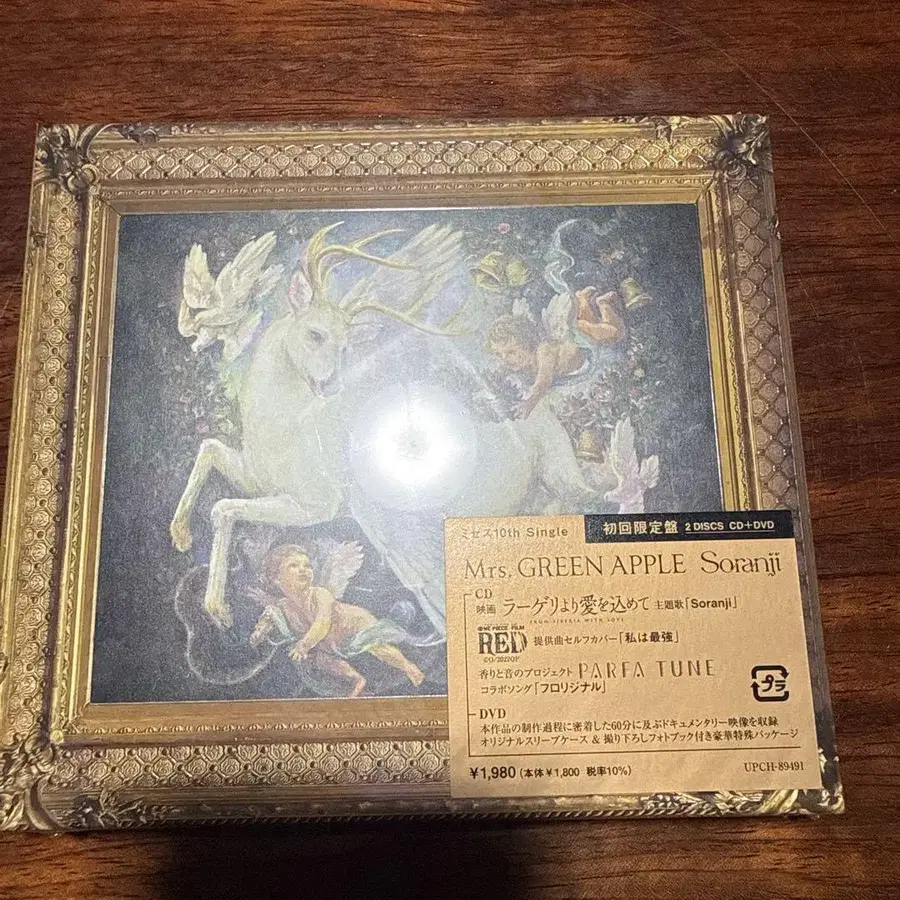 ミセス10th Single
初回限定盤 2 DISCS CD+DVD
Mrs. GREEN APPLE Soranji
CD
映画 ラーゲリより愛を込めて 主題歌「Soranji」
FROM SIBERIA WITH LOVE
ONE PIECE FILM
RED 提供曲セルフカバー「私は最強」
香りと音のプロジェクト PARFA TUNE
コラボソング「フロリジナル」
プラ
DVD
本作品の制作過程に密着した60分に及ぶドキュメンタリー映像を収録
オリジナルスリーブケース & 撮り下ろしフォトブック付き豪華特殊パッケージ
¥1,980 (本体¥1,800 税率10%)
UPCH-89491